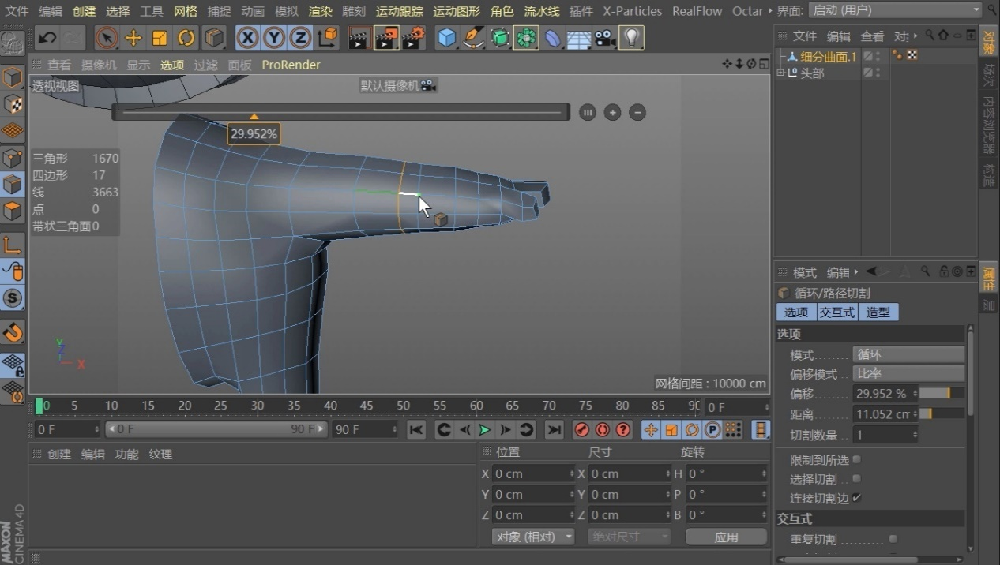 文件 编辑 创建 选择 工具 网格 捕捉 动画 模拟 渲染 雕刻 运动跟踪 运动图形 角色 流水线 插件 X-Particles RealFlow Octar 界面: 启动 (用户)
X Y Z
查看 摄像机 显示 选项 过滤 面板 ProRender
透视视图
默认摄像机
29.952%
三角形 1670
四边形 17
线 3663
点 0
带状三角面 0
Y
Z
X
网格间距 : 10000 cm
S
文件 编辑 查看 对
细分曲面.1
头部
对象
场次
内容浏览器
构造
模式 编辑
属性
层
循环/路径切割
选项 交互式 造型
选项
模式 循环
偏移模式 比率
偏移 29.952 %
距离 11.052 cm
切割数量 1
限制到所选
选择切割
连接切割边
交互式
重复切割
0 5 10 15 20 25 30 35 40 45 50 55 60 65 70 75 80 85 90 0 F
0 F 0 F 90 F 90 F P
创建 编辑 功能 纹理
位置 尺寸 旋转
X 0 cm X 0 cm H 0 °
Y 0 cm Y 0 cm P 0 °
Z 0 cm Z 0 cm B 0 °
对象 (相对) 绝对尺寸 应用
MAXON
CINEMA 4D